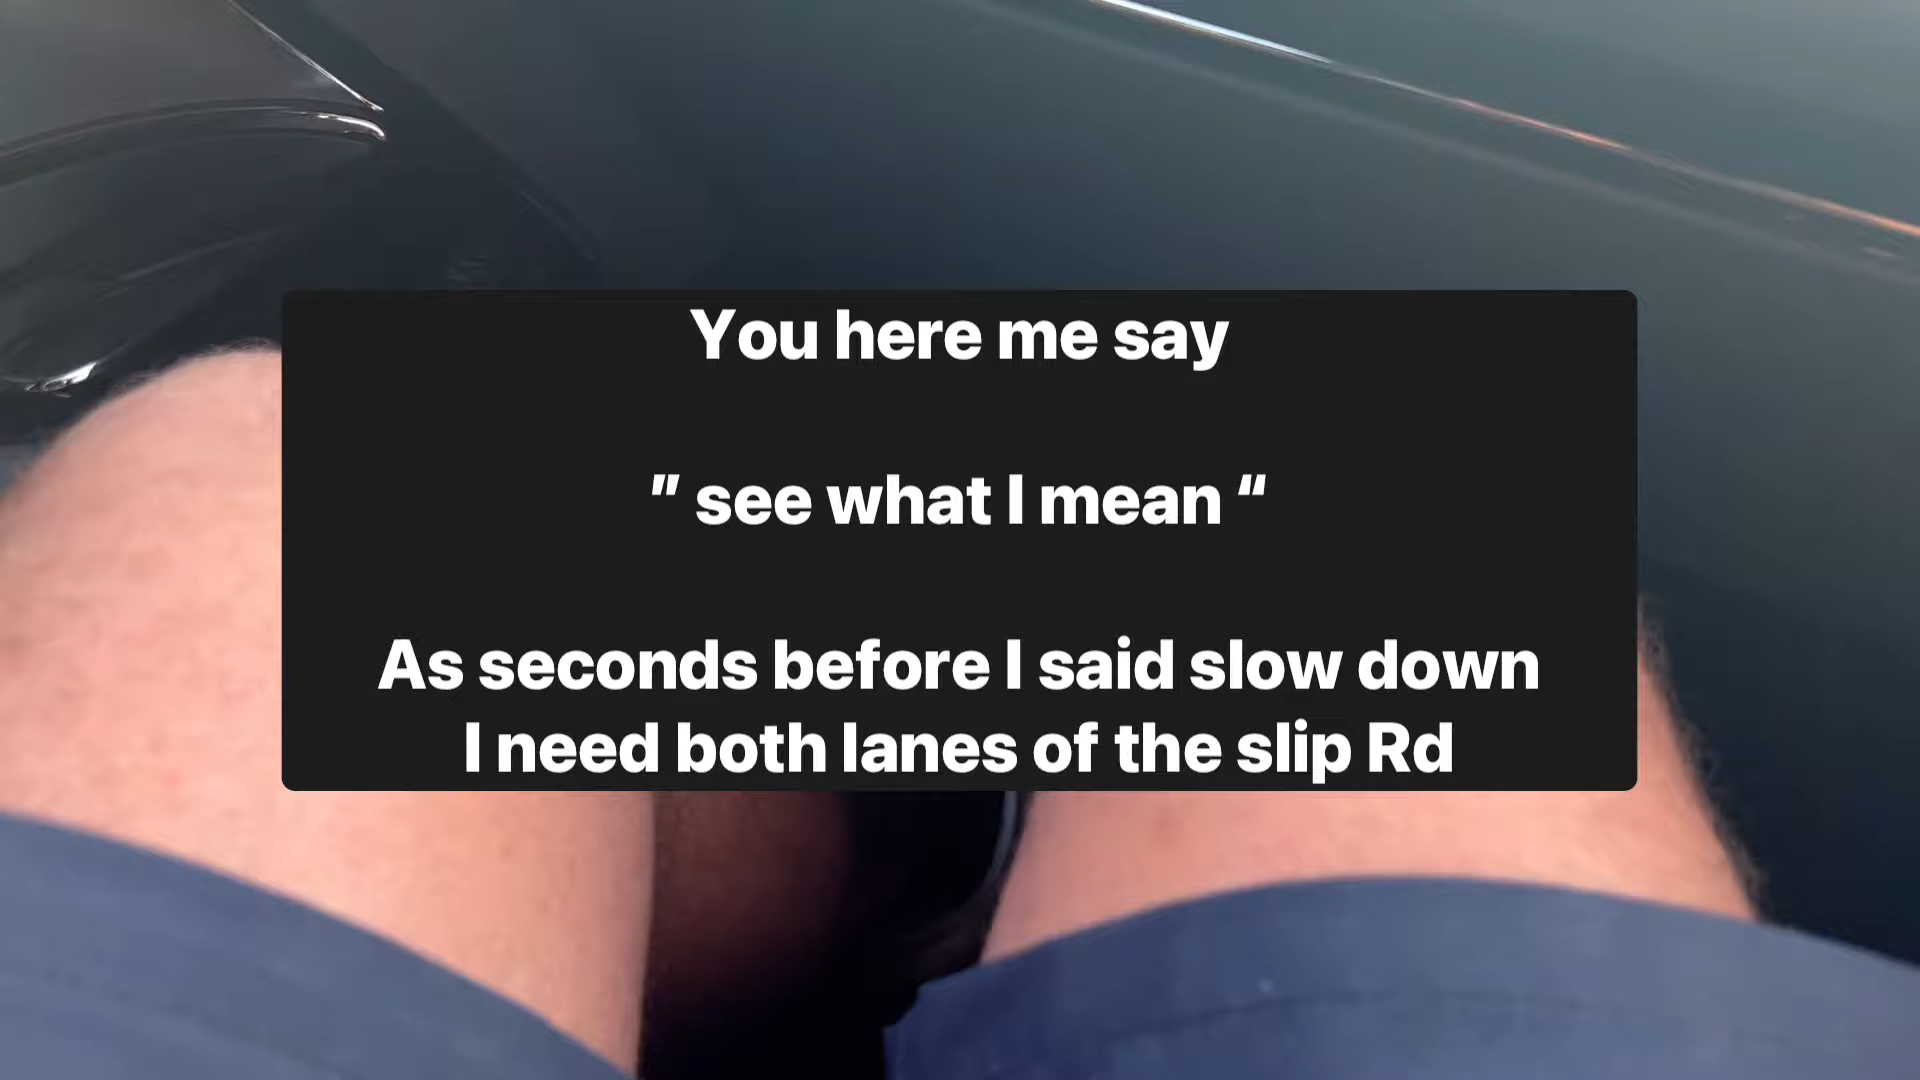 You here me say
" see what I mean “
As seconds before I said slow down
I need both lanes of the slip Rd